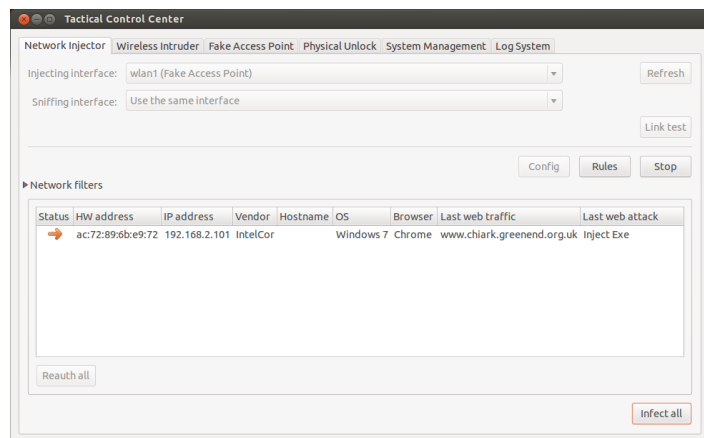 Tactical Control Center
Network Injector Wireless Intruder Fake Access Point Physical Unlock System Management Log System
Injecting interface: wlan1 (Fake Access Point) Refresh
Sniffing interface: Use the same interface
Link test
Config Rules Stop
Network filters
Status HW address IP address Vendor Hostname OS Browser Last web traffic Last web attack
ac:72:89:6b:e9:72 192.168.2.101 IntelCor Windows 7 Chrome www.chiark.greenend.org.uk Inject Exe
Reauth all
Infect all